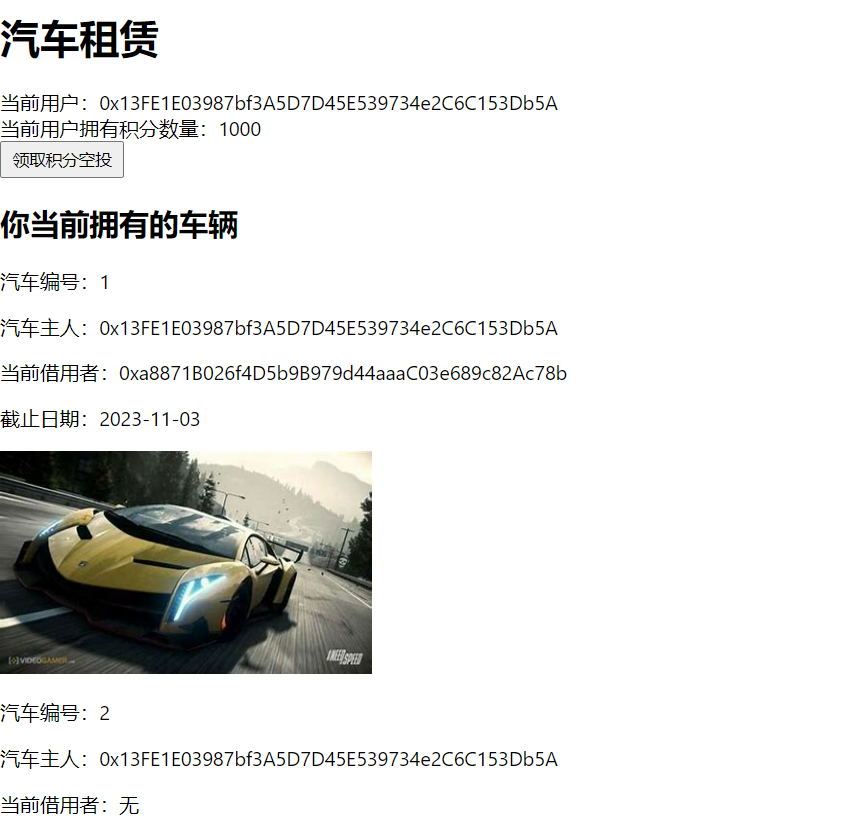 汽车租赁
当前用户：0x13FE1E03987bf3A5D7D45E539734e2C6C153Db5A
当前用户拥有积分数量：1000
领取积分空投
你当前拥有的车辆
汽车编号：1
汽车主人：0x13FE1E03987bf3A5D7D45E539734e2C6C153Db5A
当前借用者：0xa8871B026f4D5b9B979d44aaaC03e689c82Ac78b
截止日期：2023-11-03
VIDEOGAMER
NEED SPEED
汽车编号：2
汽车主人：0x13FE1E03987bf3A5D7D45E539734e2C6C153Db5A
当前借用者：无